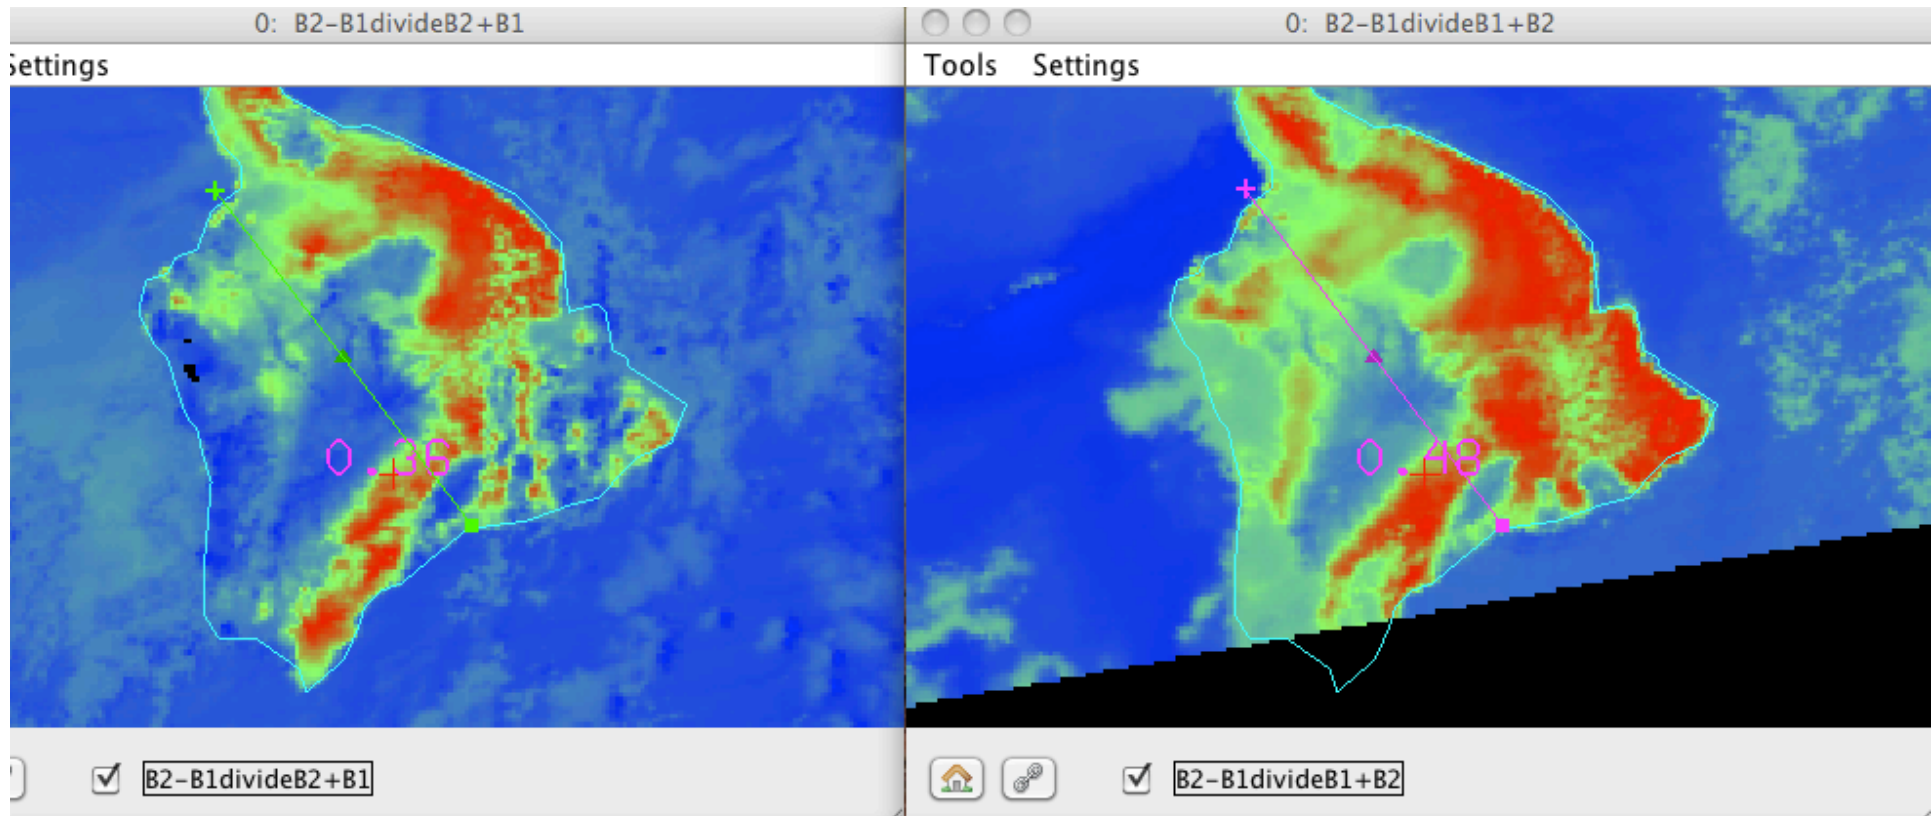 0: B2-B1divideB2+B1
Settings
0.36
B2-B1divideB2+B1
0: B2-B1divideB1+B2
Tools Settings
0.48
B2-B1divideB1+B2